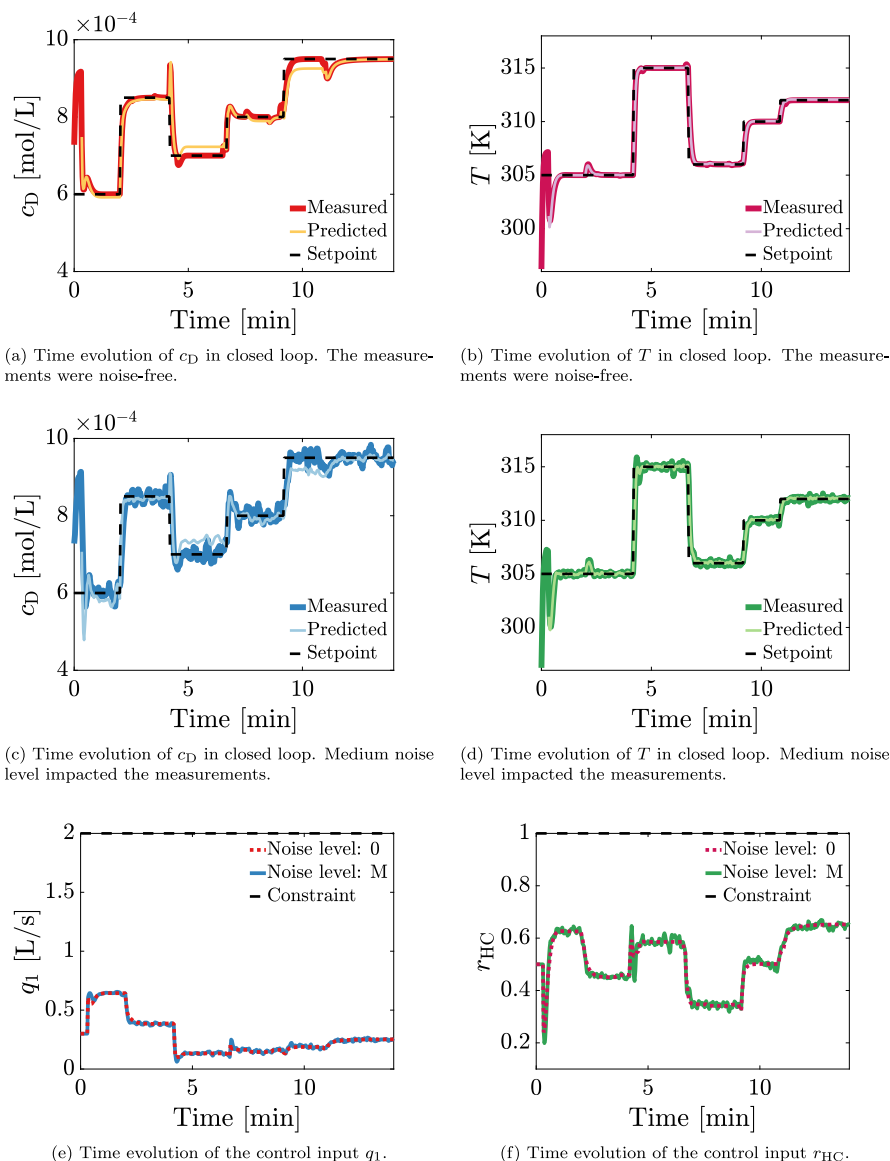 ×10⁻⁴
10
8
6
4
c_D [mol/L]
0
5
10
Time [min]
Measured
Predicted
Setpoint
315
310
305
300
T [K]
0
5
10
Time [min]
Measured
Predicted
Setpoint
(a) Time evolution of c_D in closed loop. The measure-
ments were noise-free.
(b) Time evolution of T in closed loop. The measure-
ments were noise-free.
×10⁻⁴
10
8
6
4
c_D [mol/L]
0
5
10
Time [min]
Measured
Predicted
Setpoint
315
310
305
300
T [K]
0
5
10
Time [min]
Measured
Predicted
Setpoint
(c) Time evolution of c_D in closed loop. Medium noise
level impacted the measurements.
(d) Time evolution of T in closed loop. Medium noise
level impacted the measurements.
2
1.5
1
0.5
0
q₁ [L/s]
0
5
10
Time [min]
Noise level: 0
Noise level: M
Constraint
1
0.8
0.6
0.4
0.2
r_HC
0
5
10
Time [min]
Noise level: 0
Noise level: M
Constraint
(e) Time evolution of the control input q₁.
(f) Time evolution of the control input r_HC.